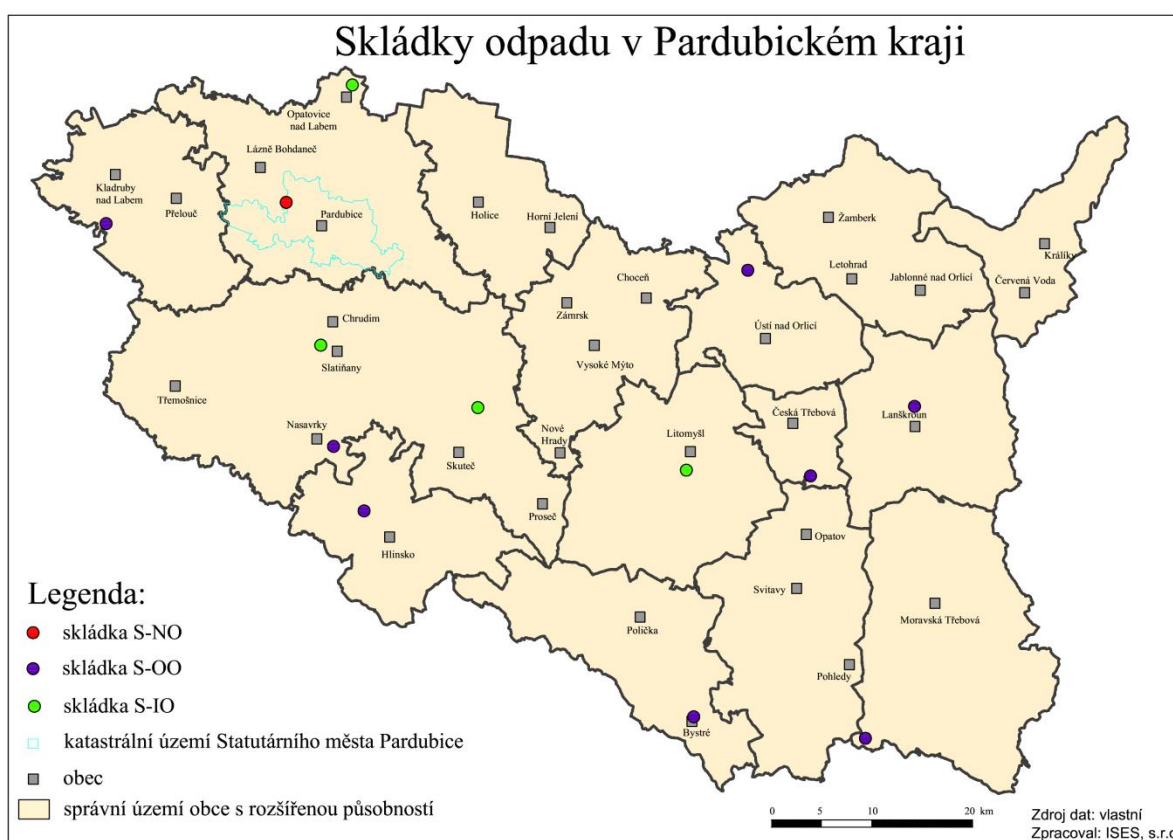 Skládky odpadu v Pardubickém kraji
Opatovice
nad Labem
Lázně Bohdaneč
Kladruby
nad Labem
Přelouč
Pardubice
Holice
Horní Jelení
Žamberk
Králíky
Letohrad
Jablonné nad Orlicí
Červená Voda
Choceň
Zámrsk
Chrudim
Ústí nad Orlicí
Vysoké Mýto
Slatiňany
Třemošnice
Česká Třebová
Lanškroun
Nasavrky
Nové
Hrady
Litomyšl
Skuteč
Proseč
Opatov
Hlinsko
Svitavy
Moravská Třebová
Polička
Pohledy
Bystré
Legenda:
skládka S-NO
skládka S-OO
skládka S-IO
katastrální území Statutárního města Pardubice
obec
správní území obce s rozšířenou působností
0 5 10 20 km
Zdroj dat: vlastní
Zpracoval: ISES, s.r.o